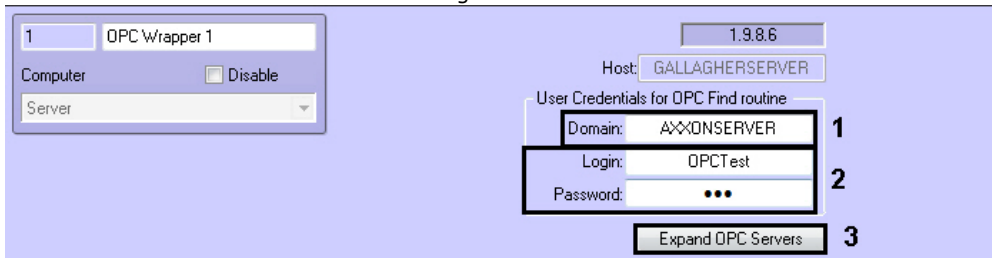 1 OPC Wrapper 1
Computer Disable
Server
1.9.8.6
Host: GALLAGHERSERVER
User Credentials for OPC Find routine
Domain: AXXONSERVER 1
Login: OPCTest
Password: ••• 2
Expand OPC Servers 3